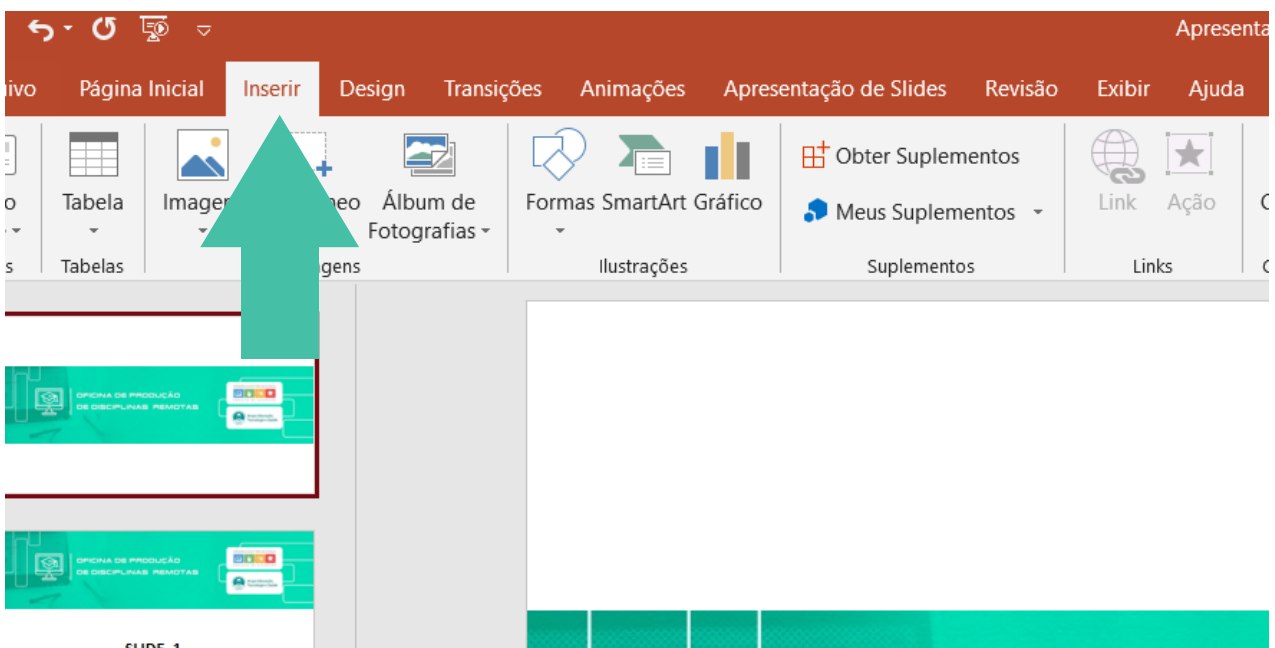 Apresenta
ivo Página Inicial Inserir Design Transições Animações Apresentação de Slides Revisão Exibir Ajuda
Obter Suplementos
o Tabela Imagen eo Álbum de Fotografias Formas SmartArt Gráfico Meus Suplementos Link Ação
s Tabelas gens Ilustrações Suplementos Links
OFICINA DE PRODUÇÃO
DE DISCIPLINAS REMOTAS
OFICINA DE PRODUÇÃO
DE DISCIPLINAS REMOTAS